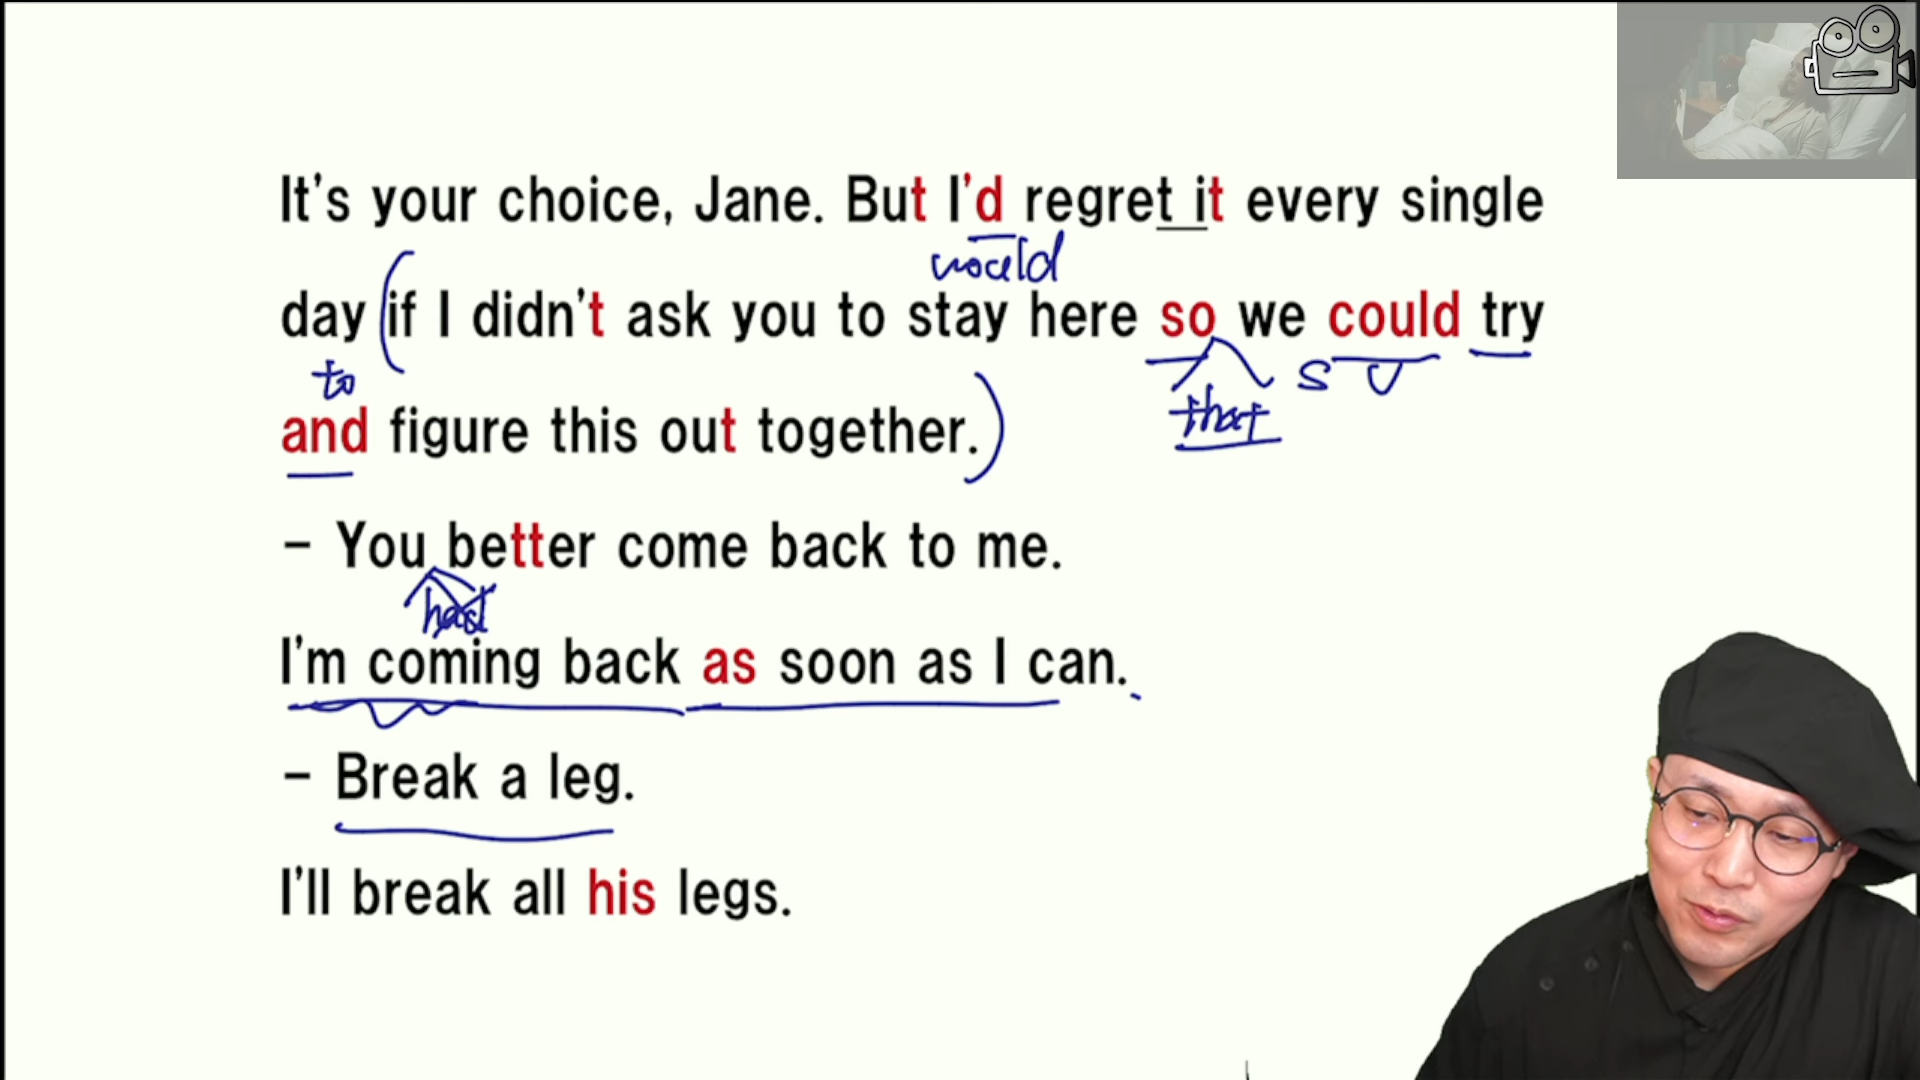 It's your choice, Jane. But I'd regret it every single
would
day (if I didn't ask you to stay here so we could try
to
that
S V
and figure this out together.)
– You better come back to me.
had
I'm coming back as soon as I can.
– Break a leg.
I'll break all his legs.